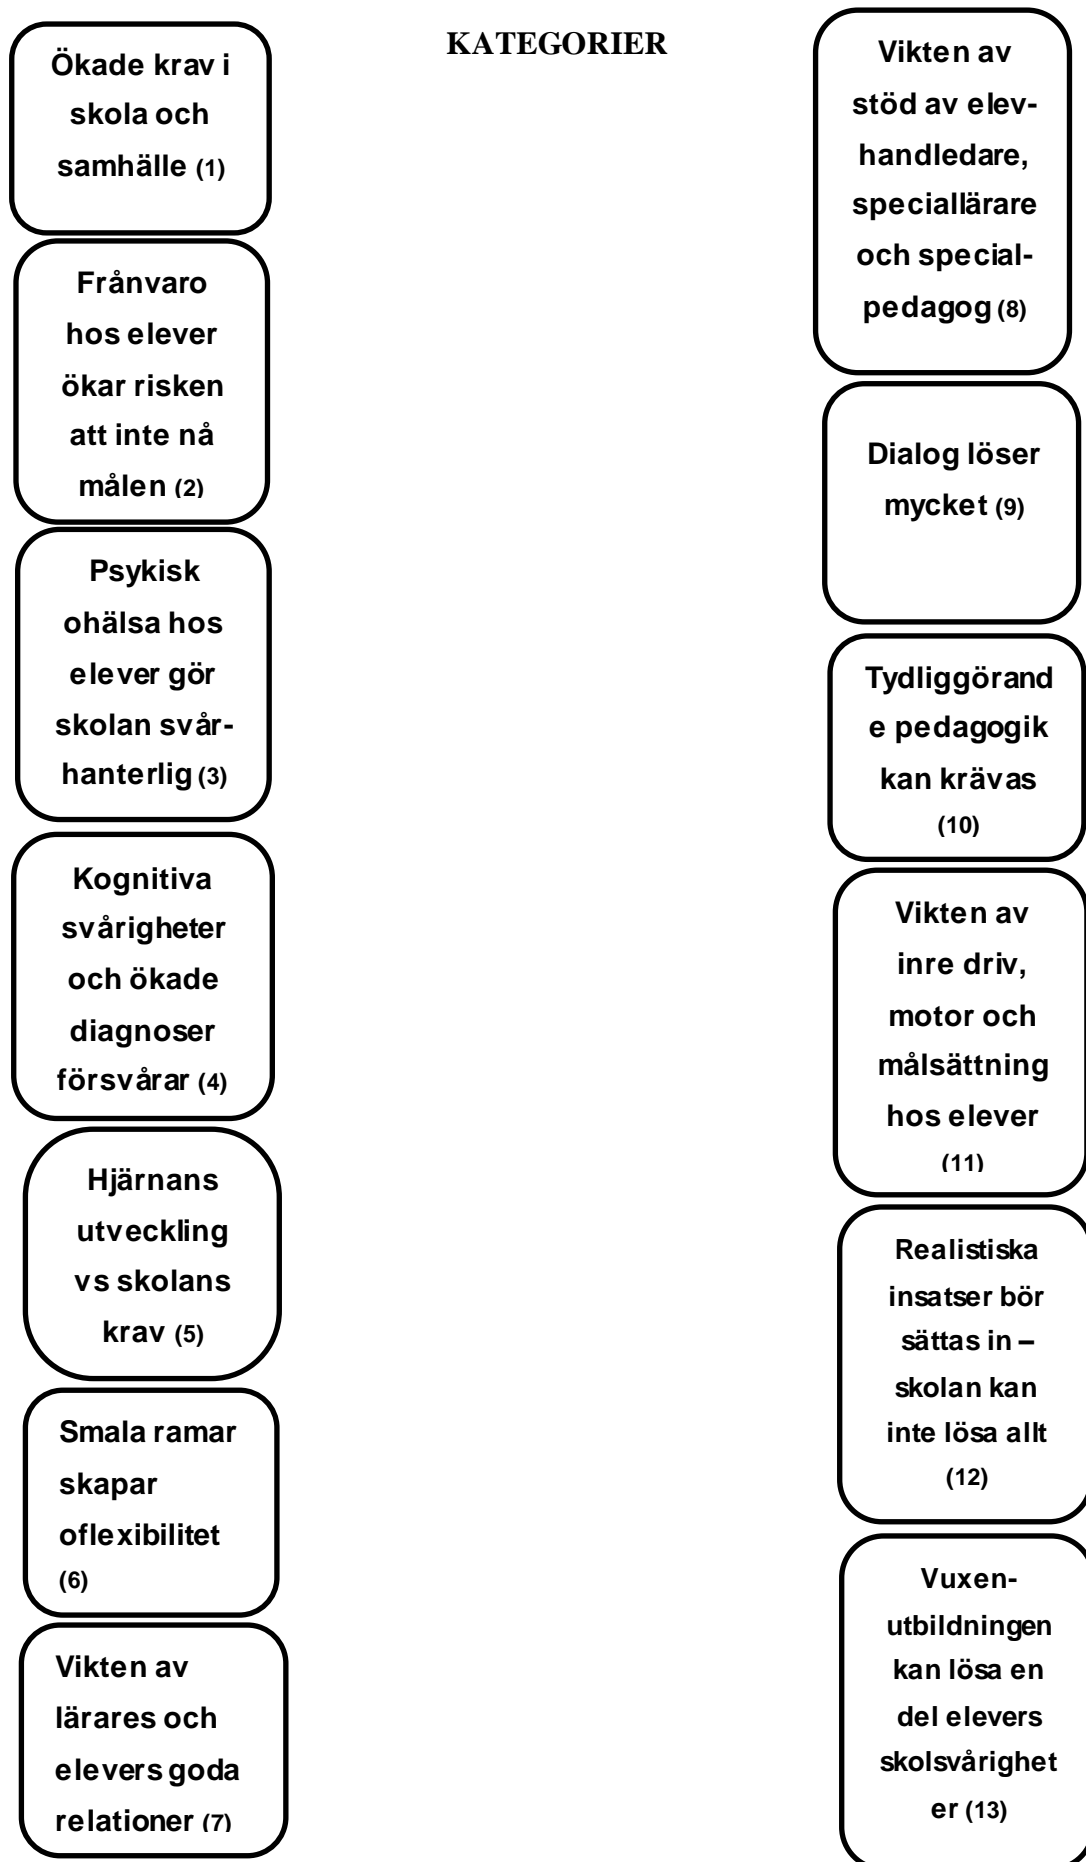 KATEGORIER
Ökade krav i
skola och
samhälle (1)
Frånvaro
hos elever
ökar risken
att inte nå
målen (2)
Psykisk
ohälsa hos
elever gör
skolan svår-
hanterlig (3)
Kognitiva
svårigheter
och ökade
diagnoser
försvårar (4)
Hjärnans
utveckling
vs skolans
krav (5)
Smala ramar
skapar
oflexibilitet
(6)
Vikten av
lärares och
elevers goda
relationer (7)
Vikten av
stöd av elev-
handledare,
speciallärare
och special-
pedagog (8)
Dialog löser
mycket (9)
Tydliggörand
e pedagogik
kan krävas
(10)
Vikten av
inre driv,
motor och
målsättning
hos elever
(11)
Realistiska
insatser bör
sättas in –
skolan kan
inte lösa allt
(12)
Vuxen-
utbildningen
kan lösa en
del elevers
skolsvårighet
er (13)